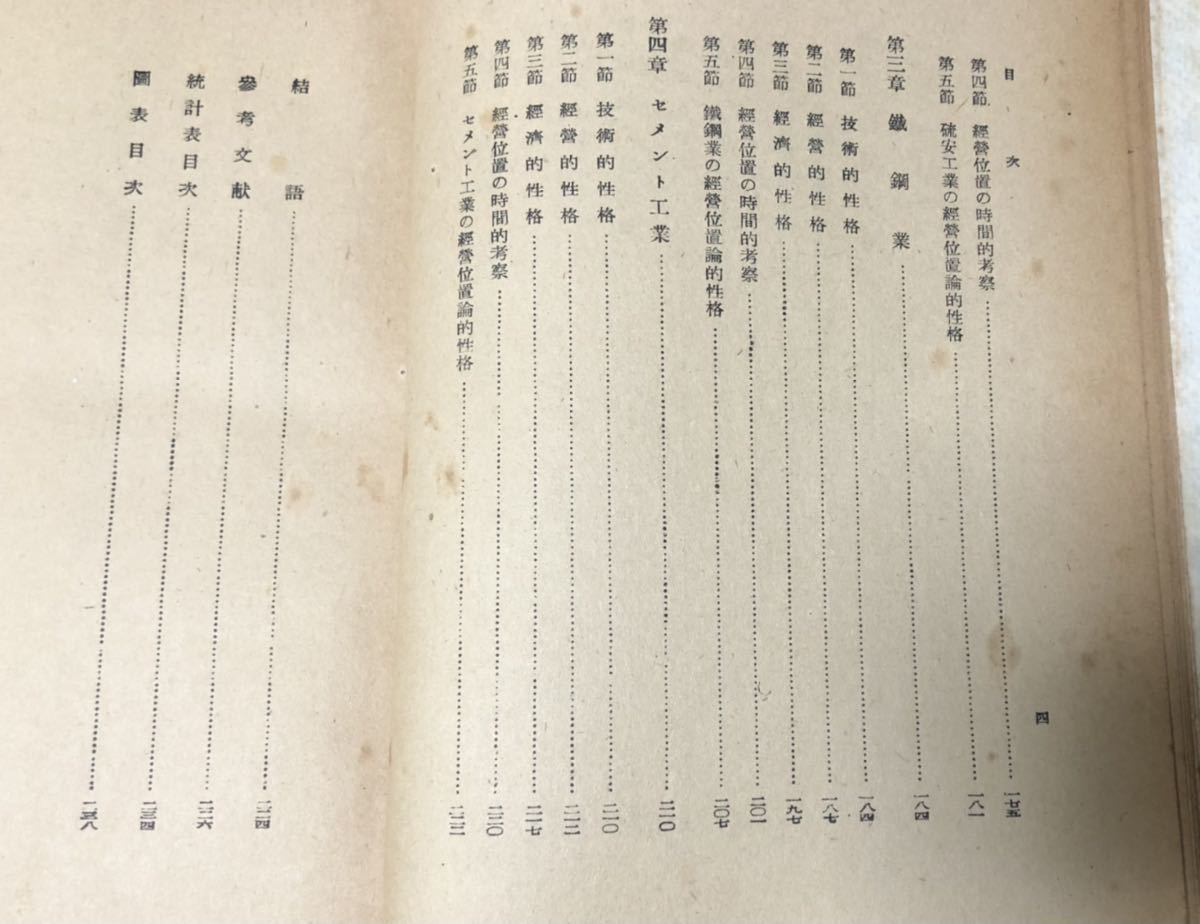 目次 四
第四節 經營位置の時間的考察……一七五
第五節 硫安工業の經營位置論的性格……一八一
第三章 鐵鋼業……一八四
第一節 技術的性格……一八四
第二節 經營的性格……一八七
第三節 經濟的性格……一九七
第四節 經營位置の時間的考察……二〇一
第五節 鐵鋼業の經營位置論的性格……二〇七
第四章 セメント工業……二一〇
第一節 技術的性格……二一〇
第二節 經營的性格……二一二
第三節 經濟的性格……二一七
第四節 經營位置の時間的考察……二二〇
第五節 セメント工業の經營位置論的性格……二二二
結語……二二四
參考文献……二二六
統計表目次……二三四
圖表目次……二三八